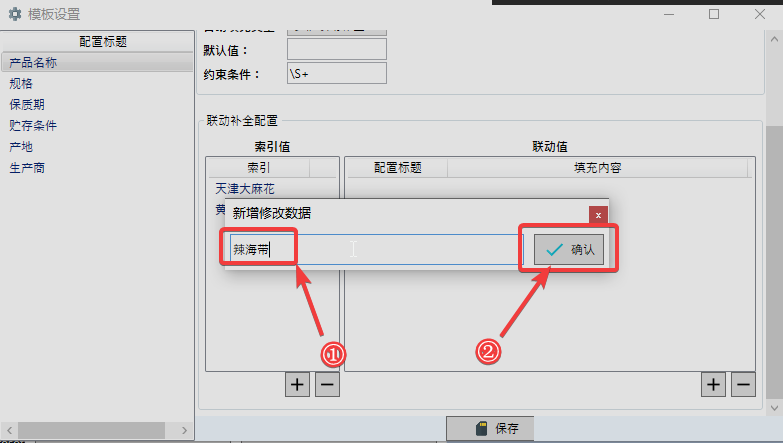 模板设置
配置标题
产品名称
规格
保质期
贮存条件
产地
生产商
默认值：
约束条件：
\S+
联动补全配置
索引值
联动值
索引
配置标题
填充内容
天津大麻花
黄
新增修改数据
x
辣海带
确认
①
②
+
−
+
−
保存